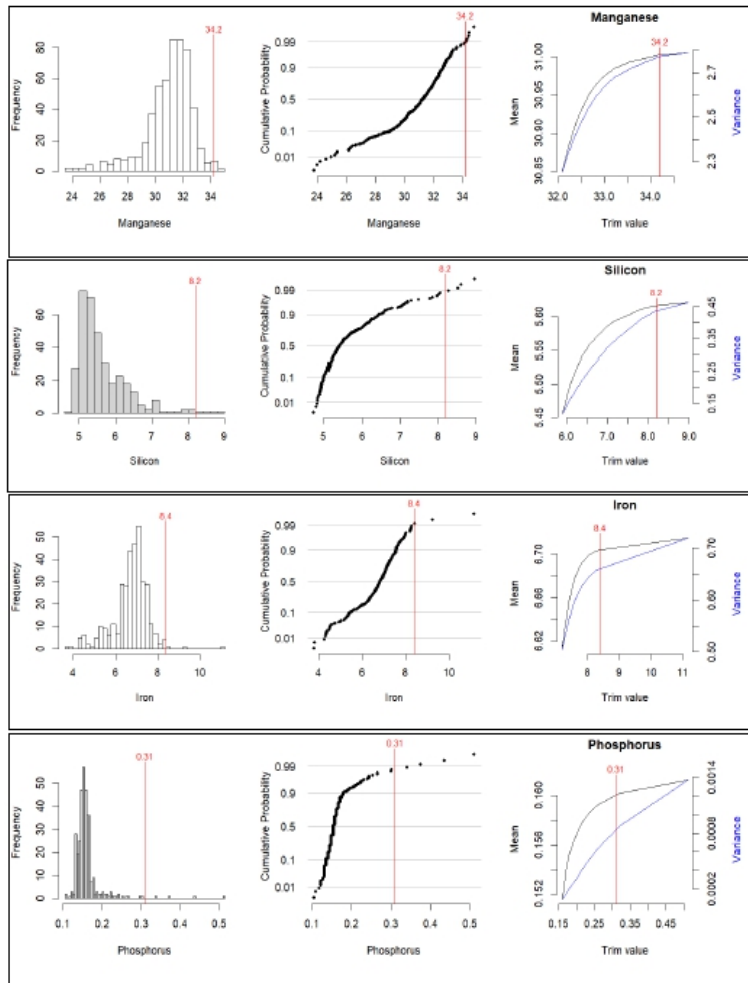 34.2
Frequency
0 20 40 60 80
24 26 28 30 32 34
Manganese
34.2
Cumulative Probability
0.01 0.1 0.5 0.9 0.99
24 26 28 30 32 34
Manganese
Manganese
34.2
Mean
30.85 30.90 30.95 31.00
Variance
2.3 2.5 2.7
32.0 33.0 34.0
Trim value
8.2
Frequency
0 20 40 60
5 6 7 8 9
Silicon
8.2
Cumulative Probability
0.01 0.1 0.5 0.9 0.99
5 6 7 8 9
Silicon
Silicon
8.2
Mean
5.45 5.50 5.55 5.60
Variance
0.15 0.25 0.35 0.45
6.0 7.0 8.0 9.0
Trim value
8.4
Frequency
0 10 20 30 40 50
4 6 8 10
Iron
8.4
Cumulative Probability
0.01 0.1 0.5 0.9 0.99
4 6 8 10
Iron
Iron
8.4
Mean
6.62 6.66 6.70
Variance
0.50 0.60 0.70
8 9 10 11
Trim value
0.31
Frequency
0 10 20 30 40 50
0.1 0.2 0.3 0.4 0.5
Phosphorus
0.31
Cumulative Probability
0.01 0.1 0.5 0.9 0.99
0.1 0.2 0.3 0.4 0.5
Phosphorus
Phosphorus
0.31
Mean
0.152 0.156 0.160
Variance
0.0002 0.0008 0.0014
0.15 0.25 0.35 0.45
Trim value